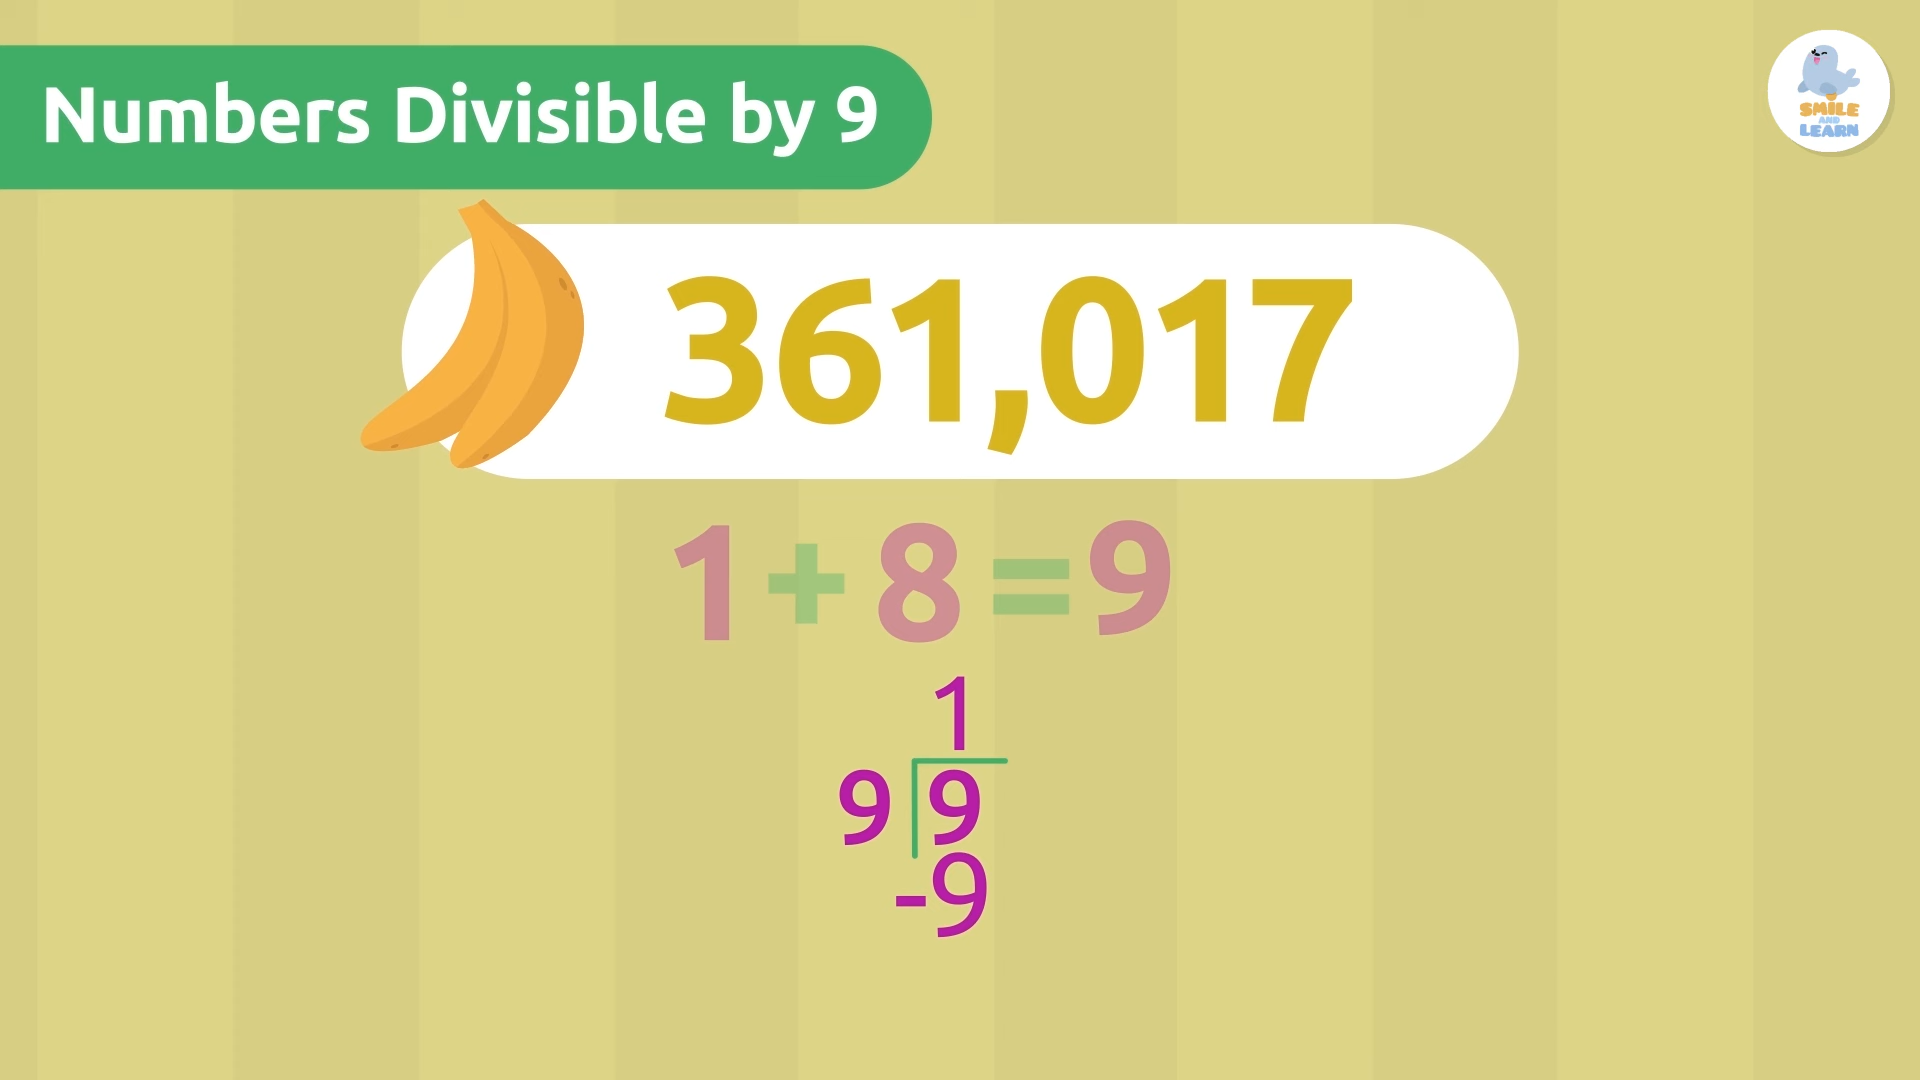 Numbers Divisible by 9
SMILE
AND
LEARN
361,017
1+8=9
1
9 9
-9